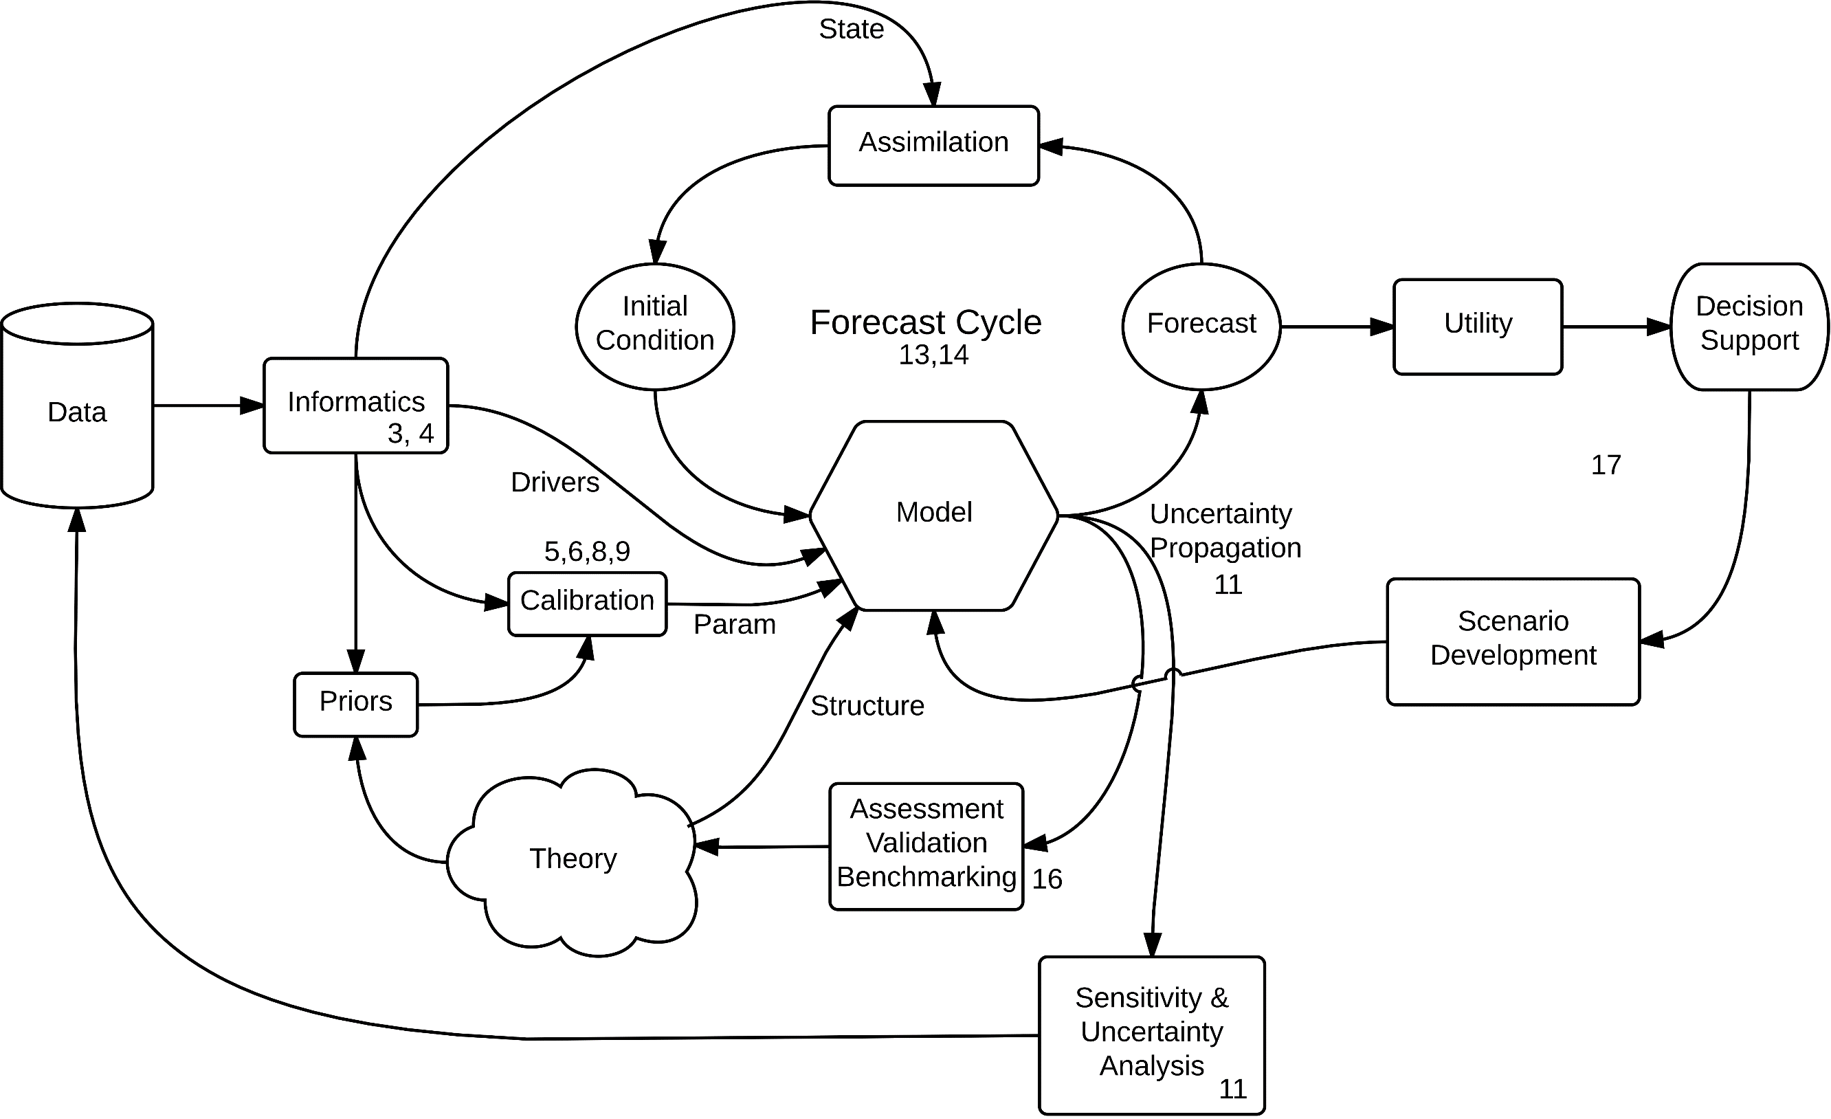 State
Assimilation
Initial
Condition
Forecast Cycle
13,14
Forecast
Utility
Decision
Support
Data
Informatics
3, 4
Drivers
Model
17
Uncertainty
Propagation
11
5,6,8,9
Calibration
Param
Scenario
Development
Priors
Structure
Theory
Assessment
Validation
Benchmarking
16
Sensitivity &
Uncertainty
Analysis
11